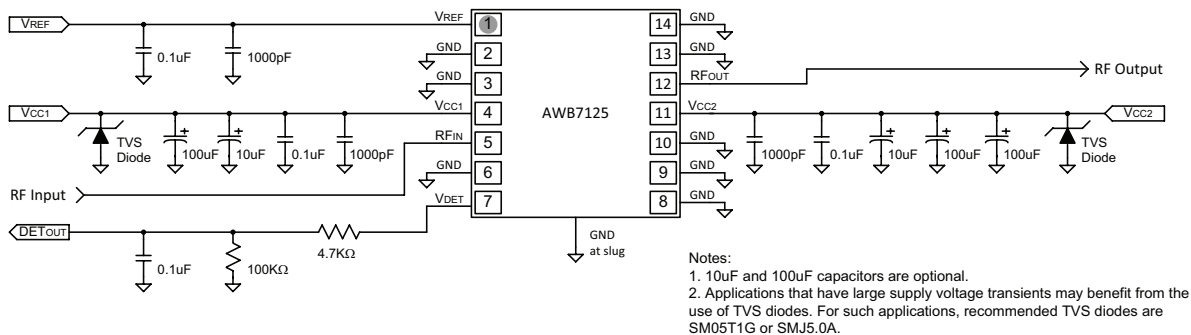 VREF
VREF
1
14
GND
0.1uF
1000pF
GND
2
13
GND
GND
3
12
RFOUT
RF Output
VCC1
VCC1
4
AWB7125
11
VCC2
VCC2
TVS
Diode
100uF
+
10uF
+
0.1uF
1000pF
RFIN
5
10
GND
1000pF
0.1uF
10uF
+
100uF
+
100uF
+
TVS
Diode
RF Input
GND
6
9
GND
VDET
7
8
GND
DETOUT
0.1uF
100KΩ
4.7KΩ
GND
at slug
Notes:
1. 10uF and 100uF capacitors are optional.
2. Applications that have large supply voltage transients may benefit from the
use of TVS diodes. For such applications, recommended TVS diodes are
SM05T1G or SMJ5.0A.